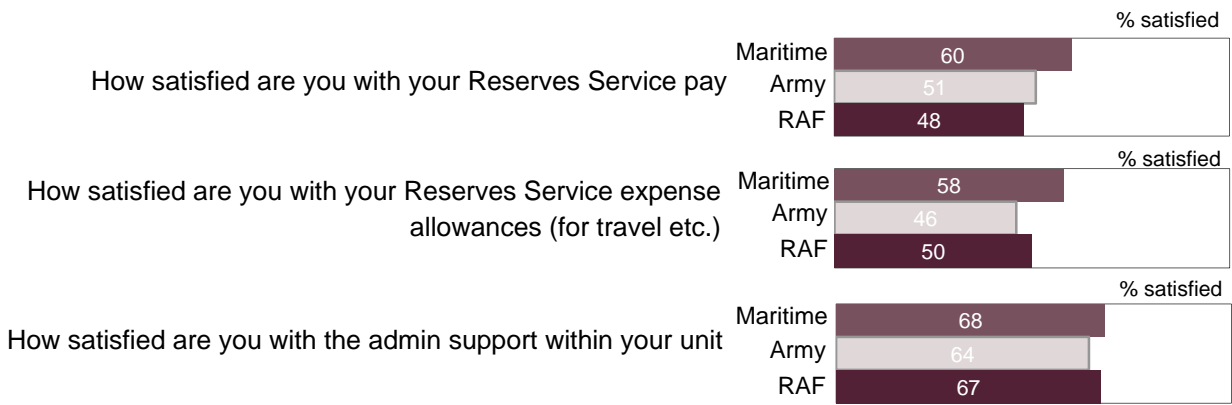 % satisfied
How satisfied are you with your Reserves Service pay
Maritime 60
Army 51
RAF 48
% satisfied
How satisfied are you with your Reserves Service expense
allowances (for travel etc.)
Maritime 58
Army 46
RAF 50
% satisfied
How satisfied are you with the admin support within your unit
Maritime 68
Army 64
RAF 67